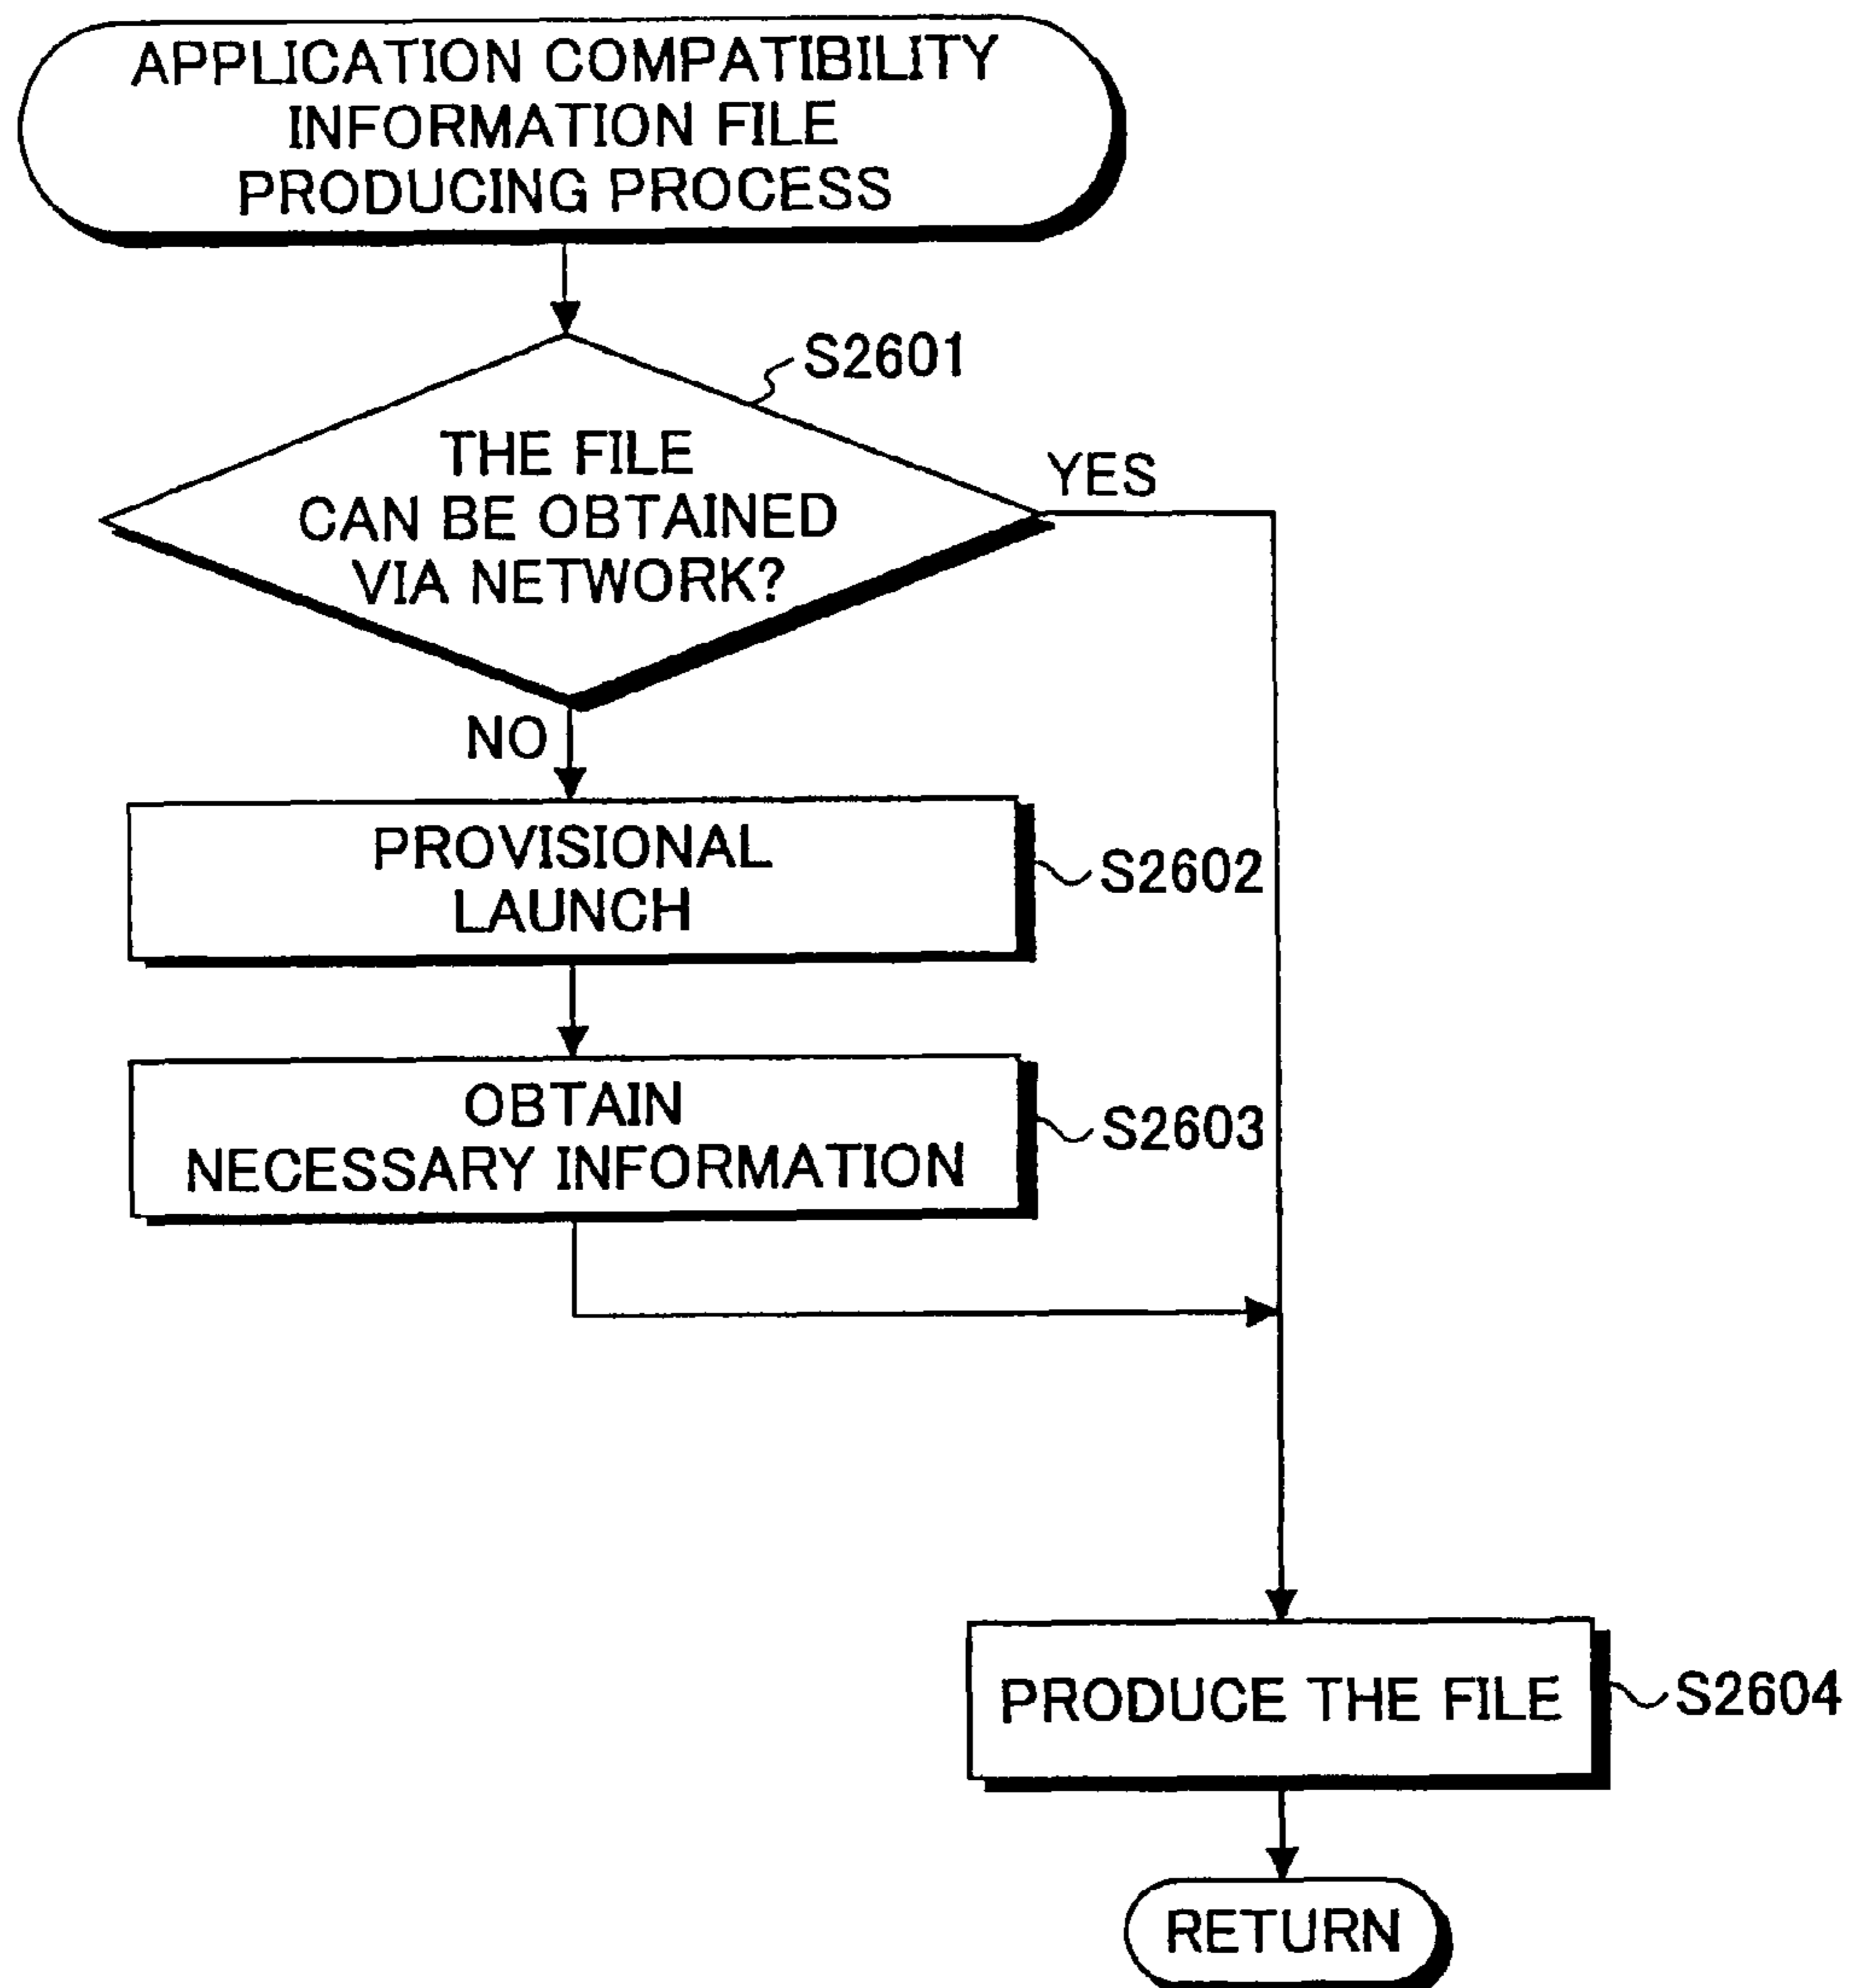 APPLICATION COMPATIBILITY
INFORMATION FILE
PRODUCING PROCESS
S2601
THE FILE
CAN BE OBTAINED
VIA NETWORK?
YES
NO
PROVISIONAL
LAUNCH
S2602
OBTAIN
NECESSARY INFORMATION
S2603
PRODUCE THE FILE
S2604
RETURN